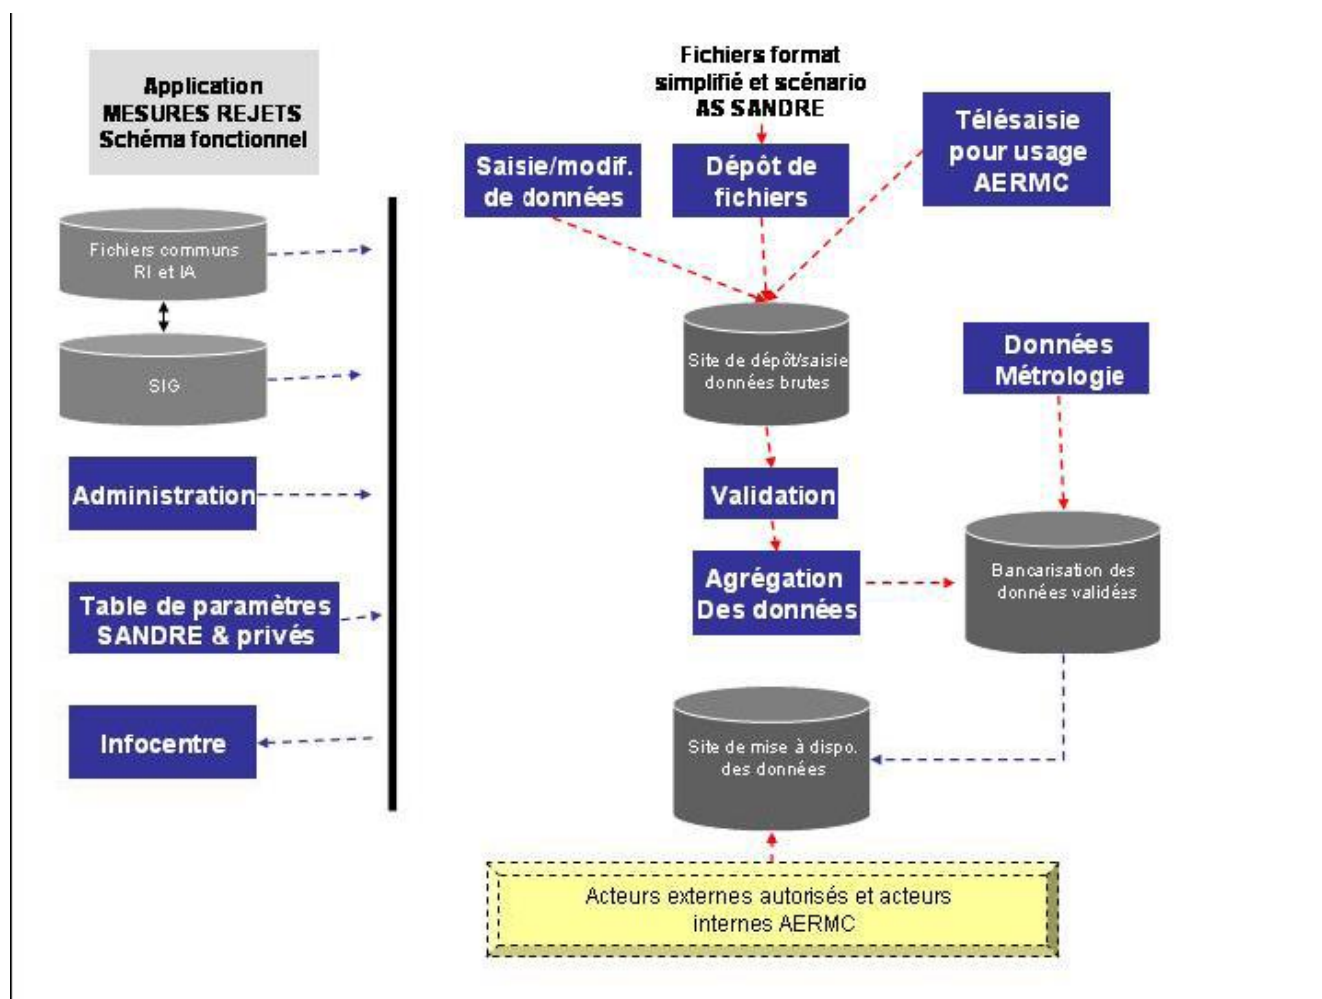 Application
MESURES REJETS
Schéma fonctionnel
Fichiers communs
RI et IA
SIG
Administration
Table de paramètres
SANDRE & privés
Infocentre
Fichiers format
simplifié et scénario
AS SANDRE
Saisie/modif.
de données
Dépôt de
fichiers
Télésaisie
pour usage
AERMC
Site de dépôt/saisie
données brutes
Données
Métrologie
Validation
Agrégation
Des données
Bancarisation des
données validées
Site de mise à dispo.
des données
Acteurs externes autorisés et acteurs
internes AERMC